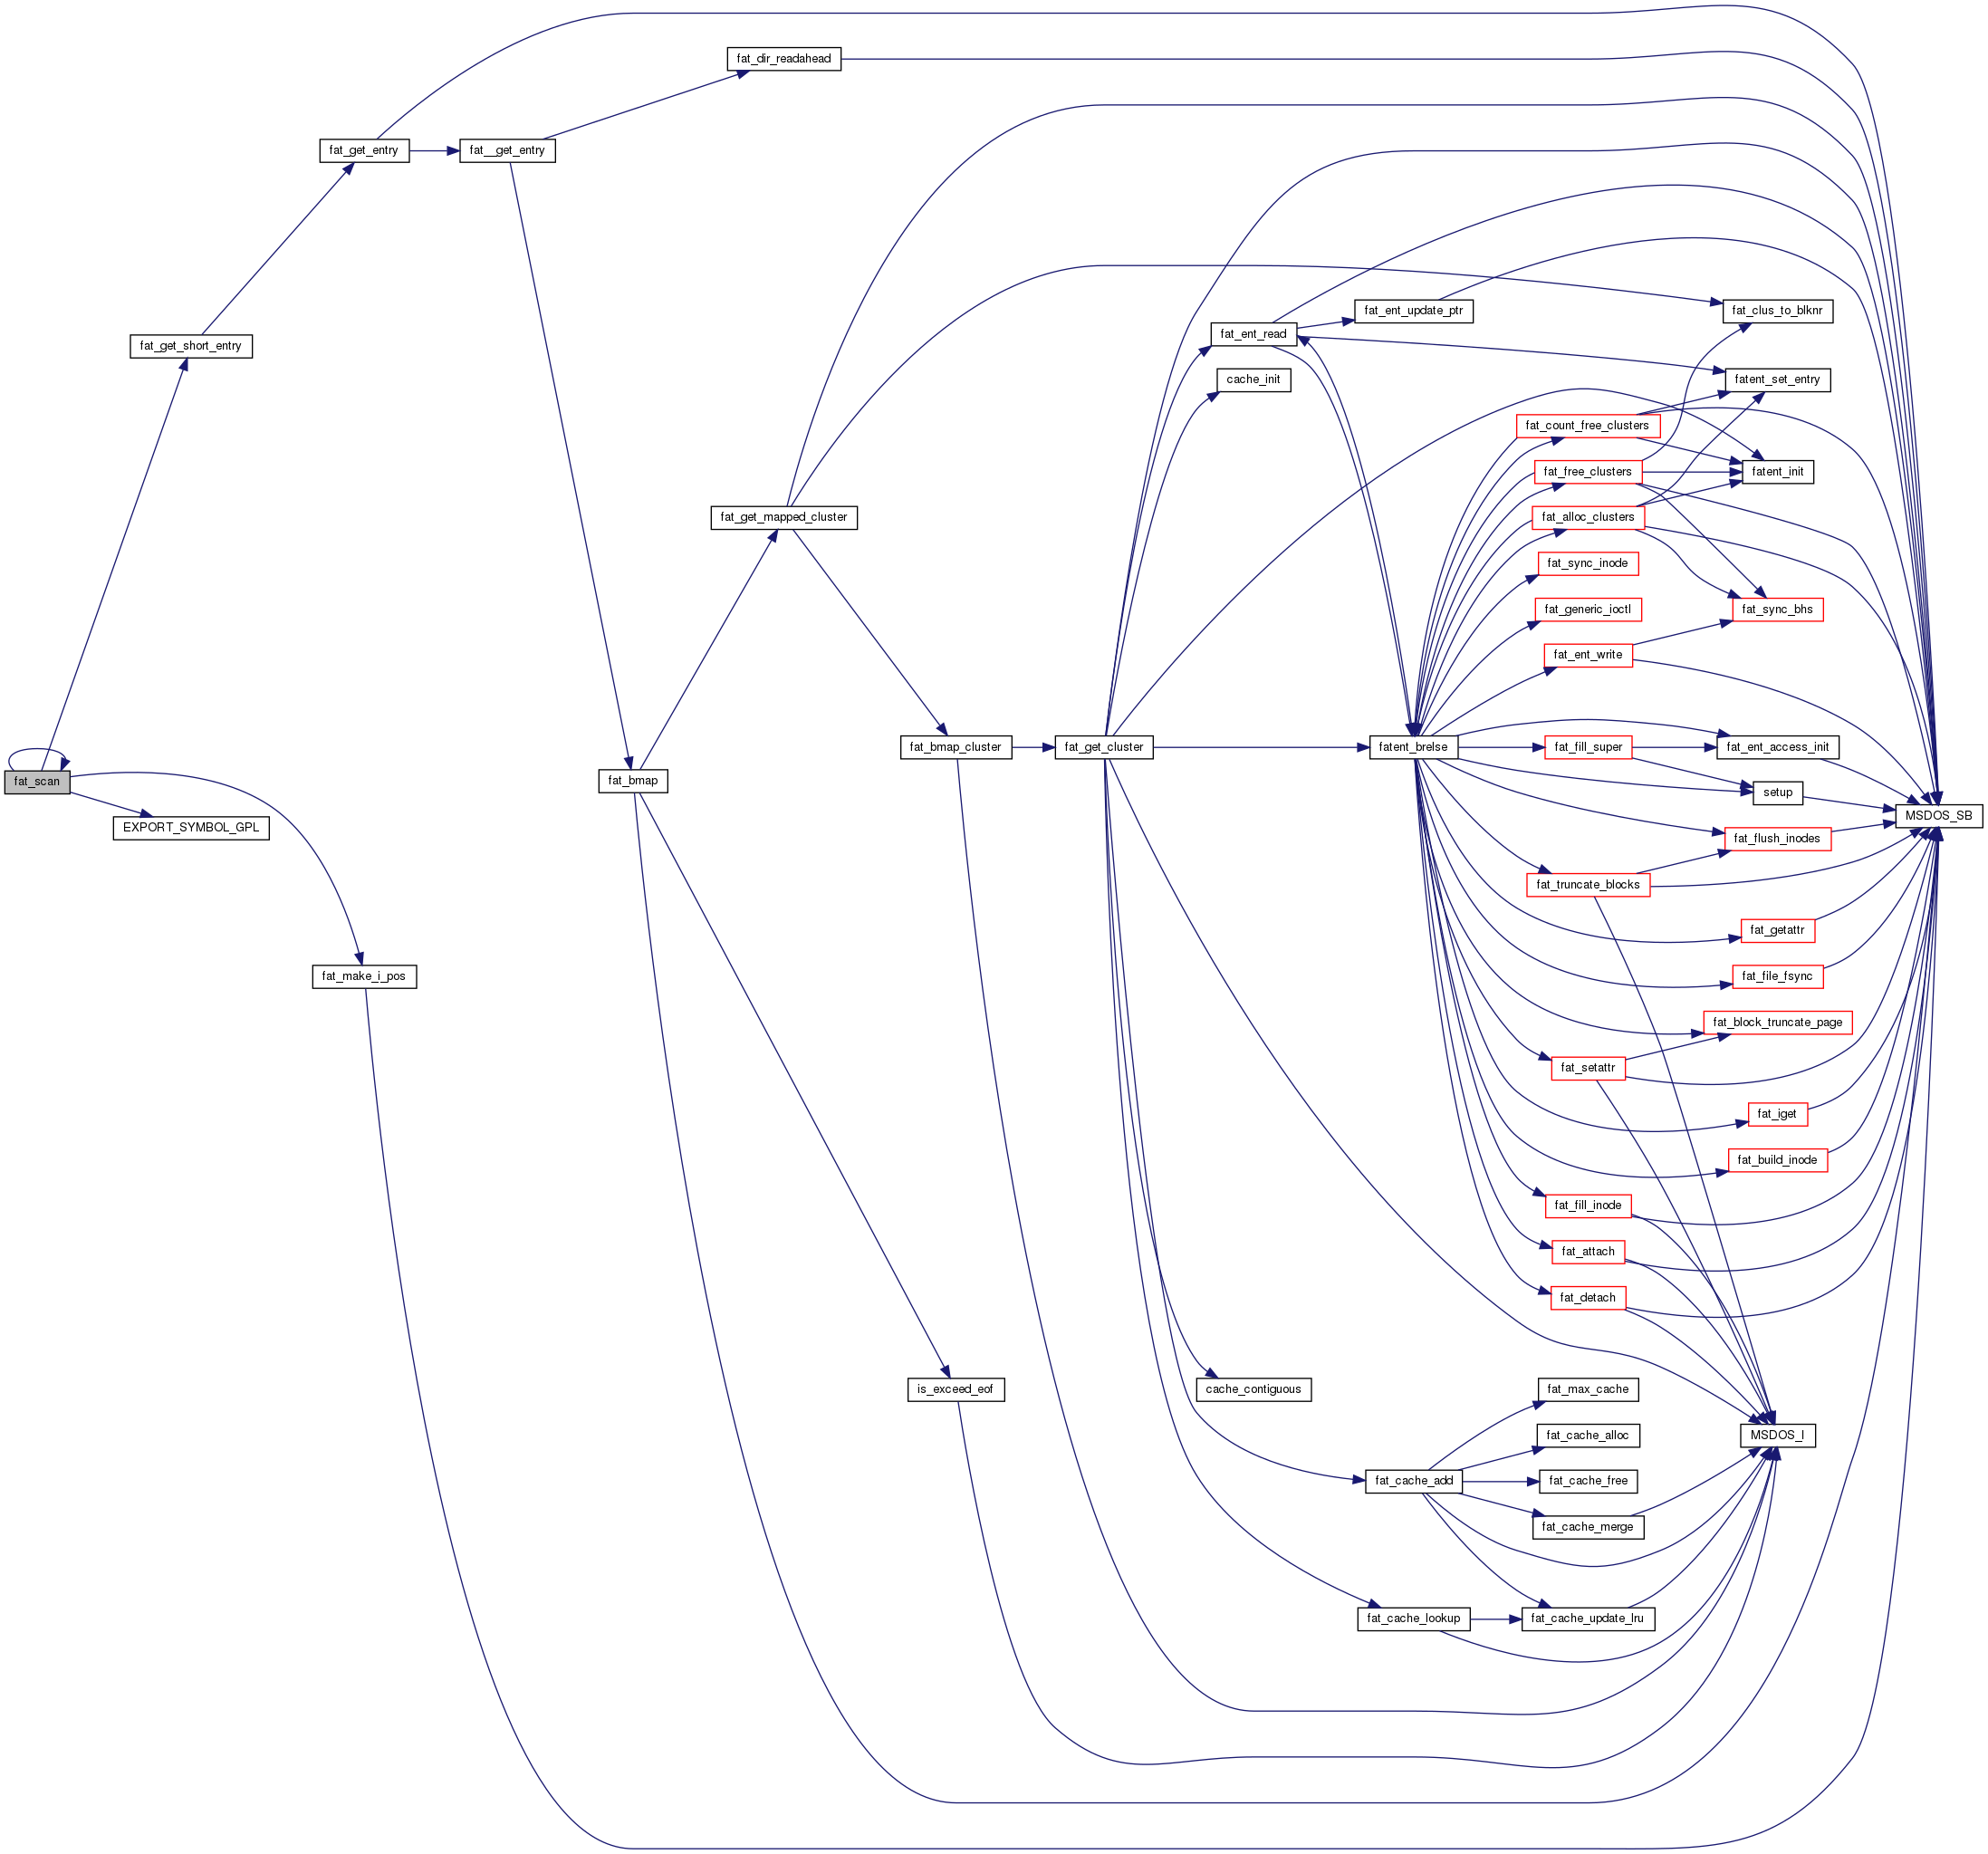 fat_dir_readahead
fat_get_entry
fat__get_entry
fat_clus_to_blknr
fat_ent_update_ptr
fat_ent_read
fat_get_short_entry
cache_init
fatent_set_entry
fat_count_free_clusters
fat_free_clusters
fatent_init
fat_get_mapped_cluster
fat_alloc_clusters
fat_sync_inode
fat_generic_ioctl
fat_sync_bhs
fat_ent_write
fat_bmap_cluster
fat_get_cluster
fatent_brelse
fat_fill_super
fat_ent_access_init
fat_scan
fat_bmap
setup
MSDOS_SB
EXPORT_SYMBOL_GPL
fat_flush_inodes
fat_truncate_blocks
fat_getattr
fat_make_i_pos
fat_file_fsync
fat_block_truncate_page
fat_setattr
fat_iget
fat_build_inode
fat_fill_inode
fat_attach
fat_detach
is_exceed_eof
cache_contiguous
fat_max_cache
fat_cache_alloc
MSDOS_I
fat_cache_add
fat_cache_free
fat_cache_merge
fat_cache_lookup
fat_cache_update_lru